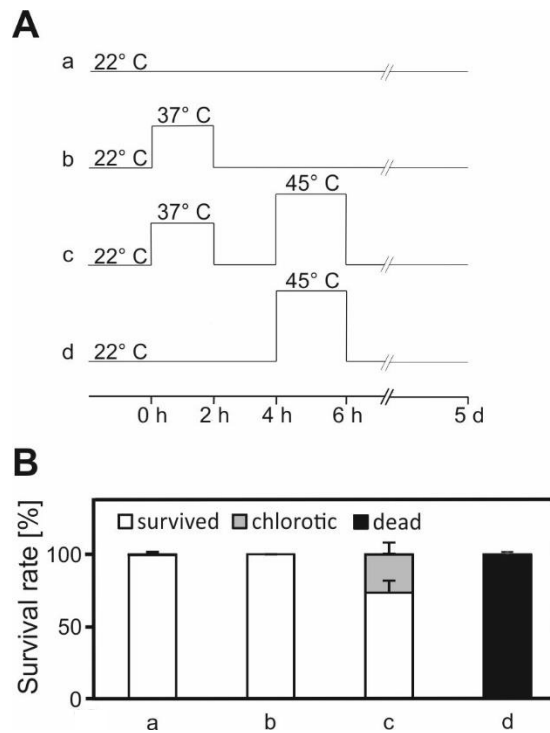 A
a 22° C
37° C
b 22° C
45° C
37° C
c 22° C
45° C
d 22° C
0 h 2 h 4 h 6 h 5 d
B
survived chlorotic dead
Survival rate [%]
100
50
0
a b c d